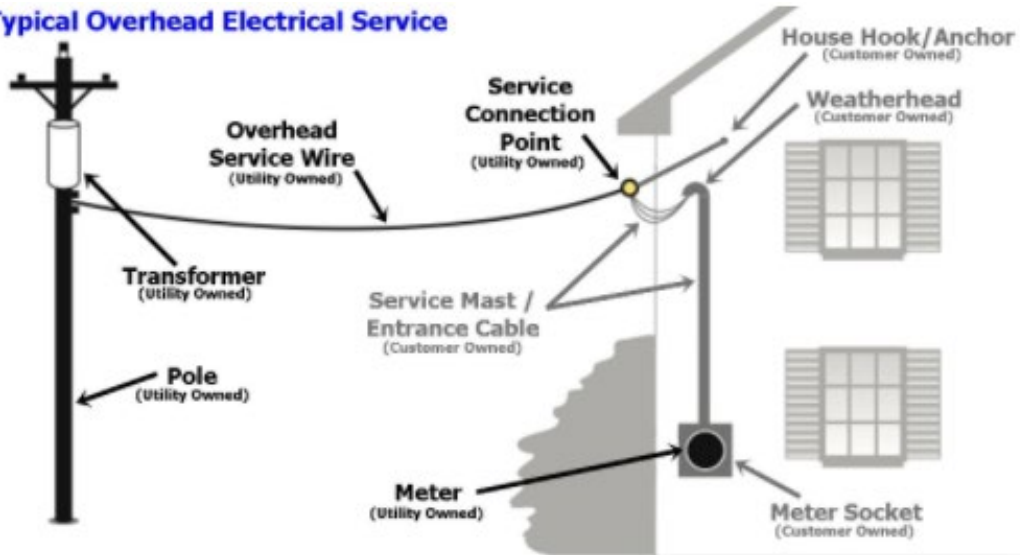 Typical Overhead Electrical Service
House Hook/Anchor
(Customer Owned)
Weatherhead
(Customer Owned)
Service
Connection
Point
(Utility Owned)
Overhead
Service Wire
(Utility Owned)
Transformer
(Utility Owned)
Service Mast /
Entrance Cable
(Customer Owned)
Pole
(Utility Owned)
Meter
(Utility Owned)
Meter Socket
(Customer Owned)